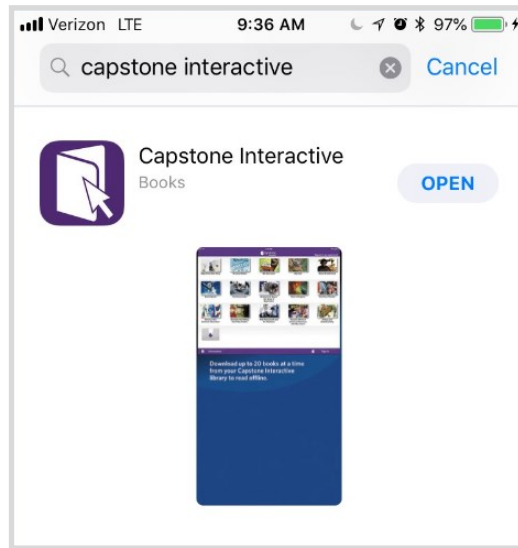 Verizon LTE 9:36 AM 97%
capstone interactive Cancel
Capstone Interactive
Books
OPEN
Download up to 20 books at a time
from your Capstone Interactive
library to read offline.